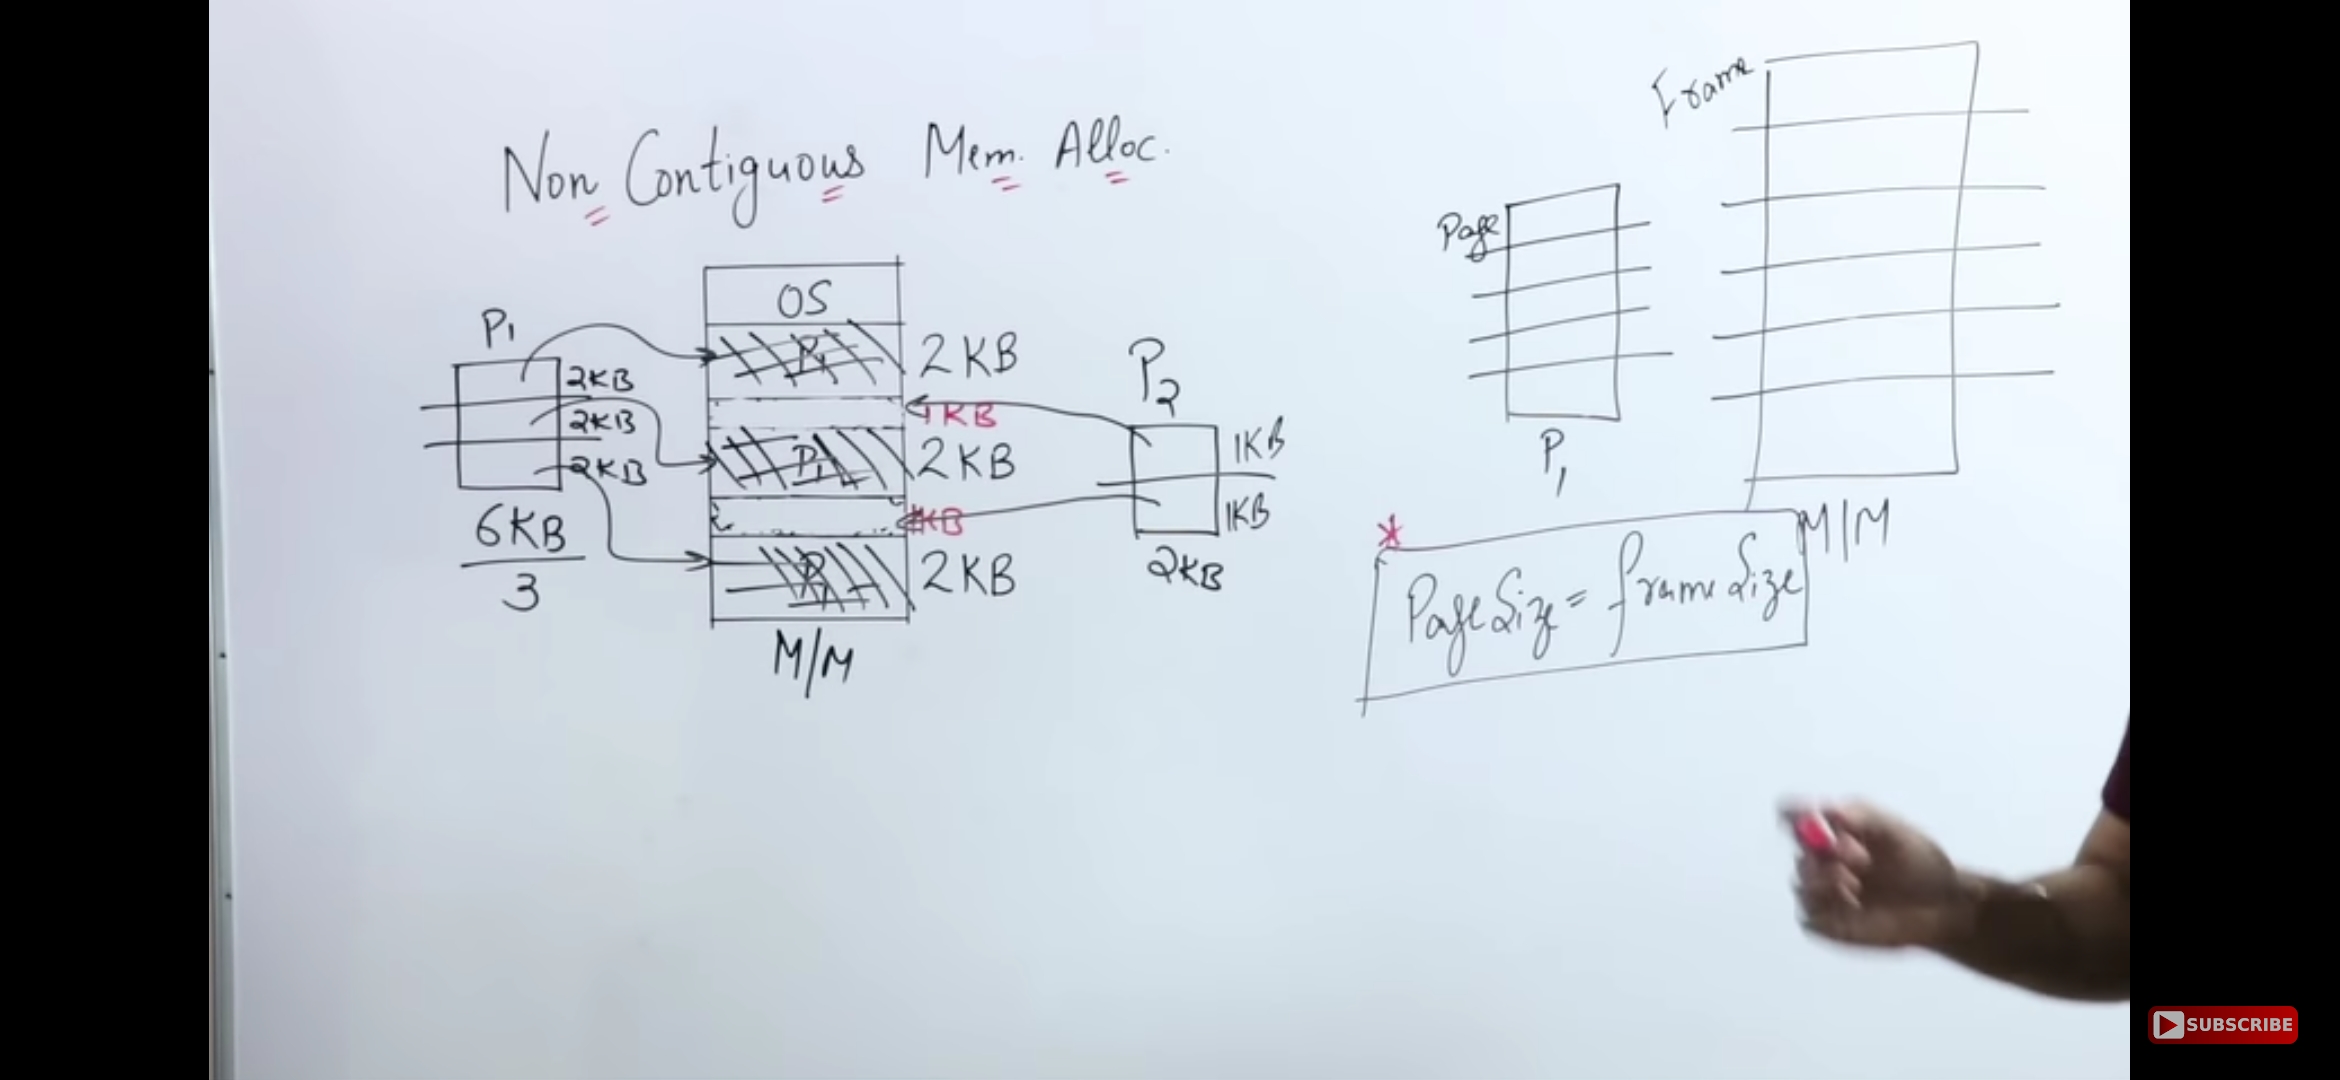 Non Contiguous Mem. Alloc.
P1
2KB
2KB
2KB
6KB
3
OS
P1
2KB
1KB
P1
2KB
1KB
P1
2KB
M/M
P2
1KB
1KB
2KB
Page
P1
Frame
M/M
*
Page Size = frame Size
SUBSCRIBE